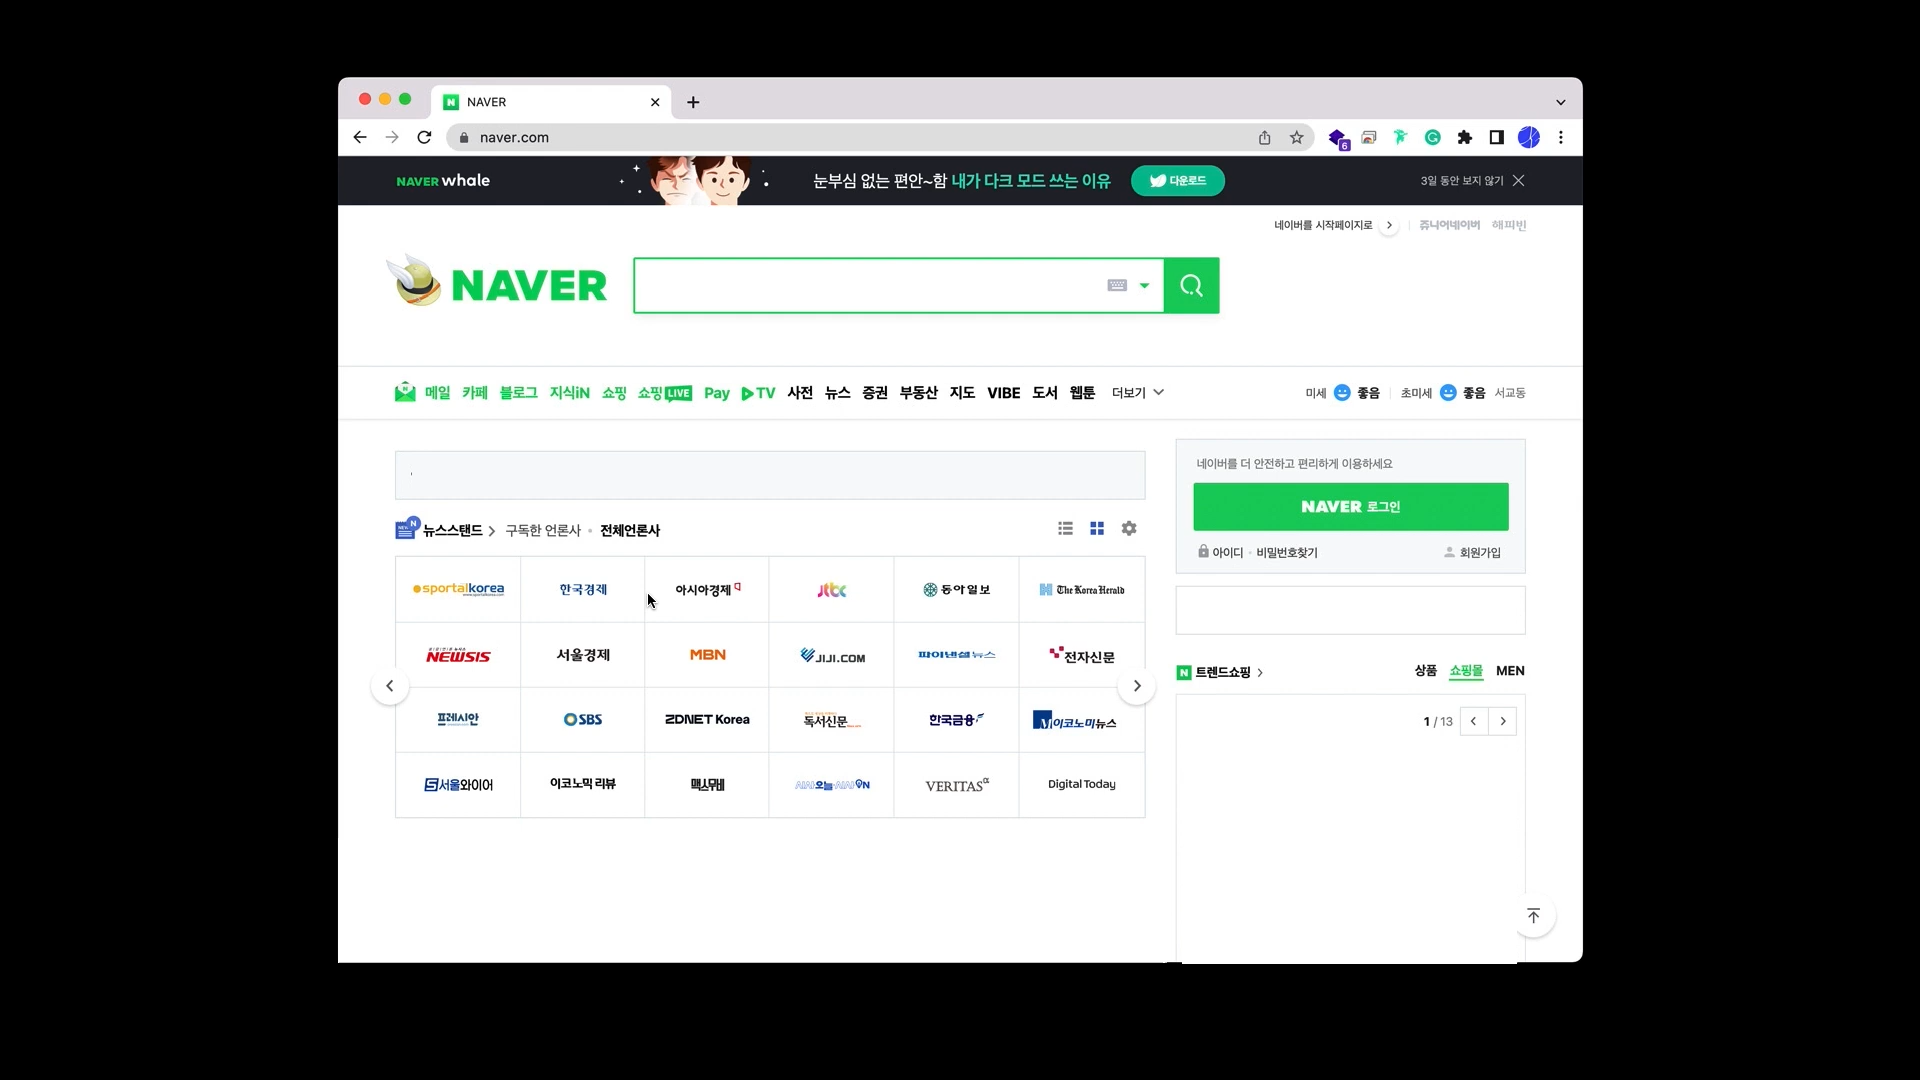 NAVER
naver.com
6
NAVER whale
눈부심 없는 편안~함 내가 다크 모드 쓰는 이유
다운로드
3일 동안 보지 않기
네이버를 시작페이지로
쥬니어네이버 해피빈
NAVER
메일 카페 블로그 지식iN 쇼핑 쇼핑LIVE Pay TV 사전 뉴스 증권 부동산 지도 VIBE 도서 웹툰 더보기
미세 좋음 초미세 좋음 서교동
네이버를 더 안전하고 편리하게 이용하세요
NAVER 로그인
아이디 · 비밀번호찾기 회원가입
뉴스스탠드 > 구독한 언론사 · 전체언론사
sportalkorea 한국경제 아시아경제 jtbc 동아일보 The Korea Herald
NEWSIS 서울경제 MBN JIJI.COM 파이낸셜뉴스 전자신문
프레시안 SBS ZDNET Korea 독서신문 한국금융 M이코노미뉴스
서울와이어 이코노믹리뷰 맥스무비 시사오늘·시사ON VERITAS α Digital Today
트렌드쇼핑 > 상품 쇼핑몰 MEN
1 / 13